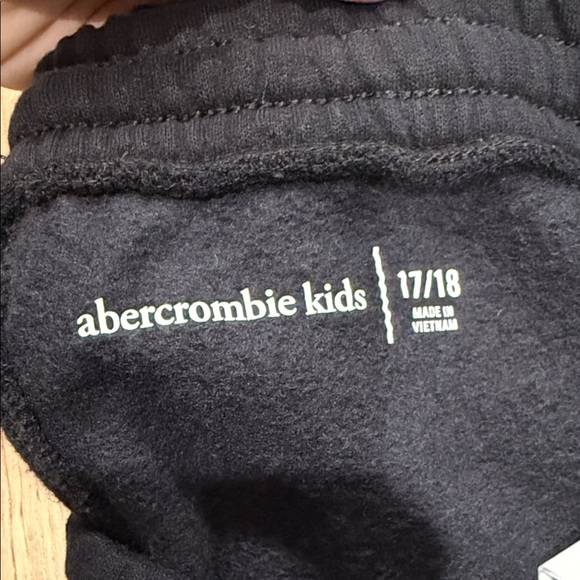 abercrombie kids
17/18
MADE IN
VIETNAM